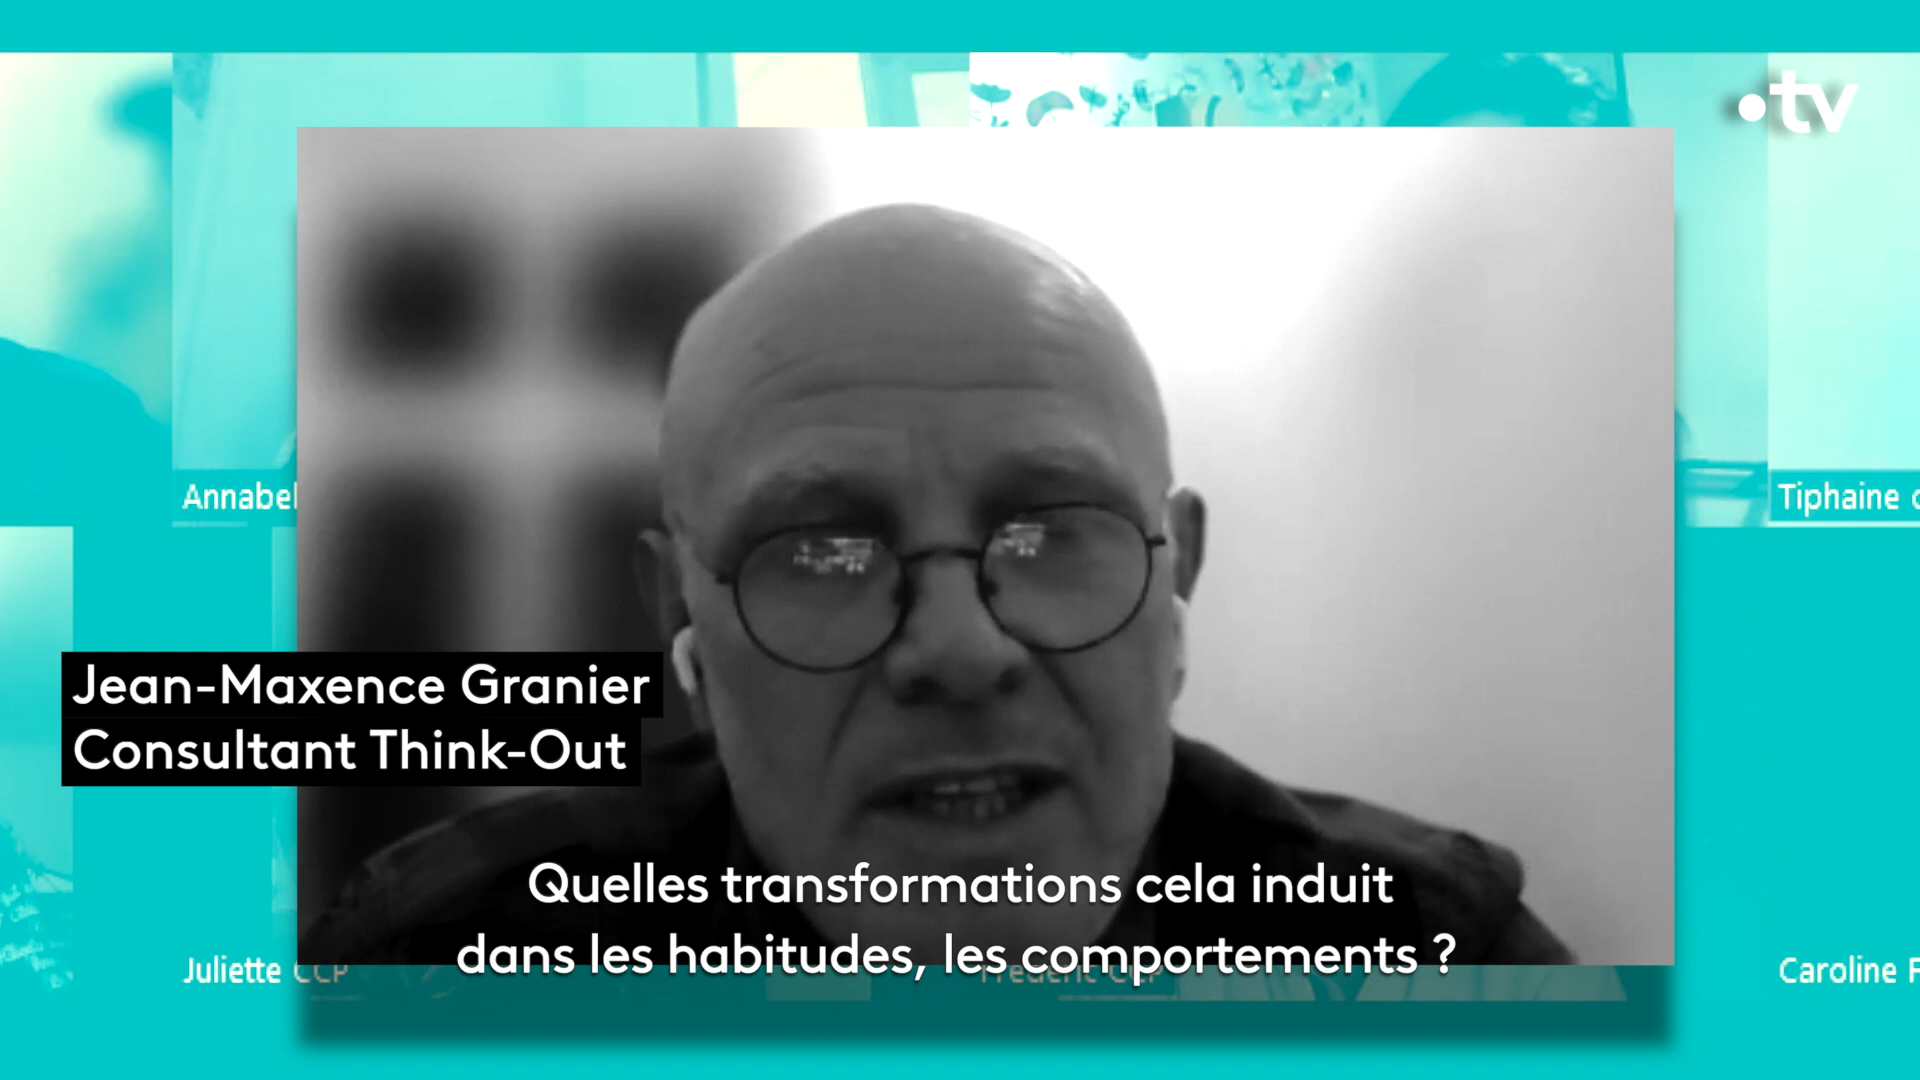 tv
Annabel
Tiphaine
Jean-Maxence Granier
Consultant Think-Out
Quelles transformations cela induit
dans les habitudes, les comportements ?
Juliette CCP
Caroline F